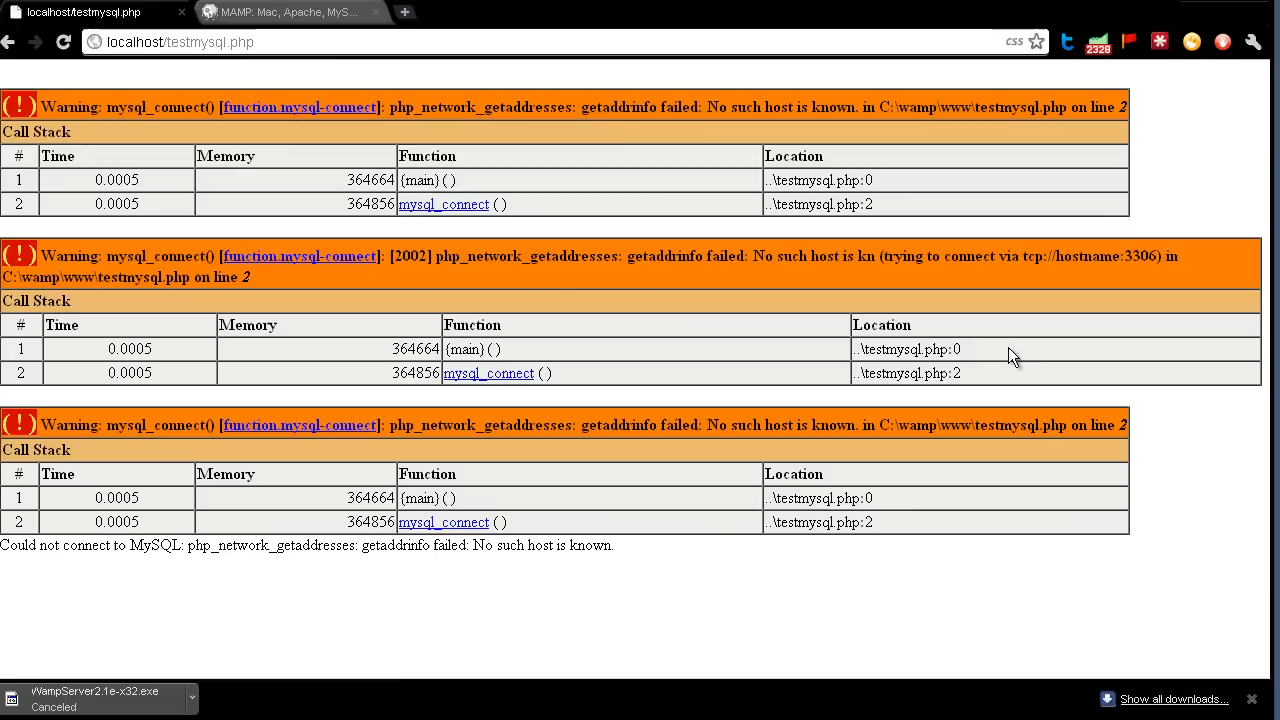 localhost/testmysql.php
MAMP: Mac, Apache, MyS...
localhost/testmysql.php
css
2328
( ! ) Warning: mysql_connect() [function.mysql-connect]: php_network_getaddresses: getaddrinfo failed: No such host is known. in C:\wamp\www\testmysql.php on line 2
Call Stack
# Time Memory Function Location
1 0.0005 364664 {main}( ) ..\testmysql.php:0
2 0.0005 364856 mysql_connect ( ) ..\testmysql.php:2
( ! ) Warning: mysql_connect() [function.mysql-connect]: [2002] php_network_getaddresses: getaddrinfo failed: No such host is kn (trying to connect via tcp://hostname:3306) in
C:\wamp\www\testmysql.php on line 2
Call Stack
# Time Memory Function Location
1 0.0005 364664 {main}( ) ..\testmysql.php:0
2 0.0005 364856 mysql_connect ( ) ..\testmysql.php:2
( ! ) Warning: mysql_connect() [function.mysql-connect]: php_network_getaddresses: getaddrinfo failed: No such host is known. in C:\wamp\www\testmysql.php on line 2
Call Stack
# Time Memory Function Location
1 0.0005 364664 {main}( ) ..\testmysql.php:0
2 0.0005 364856 mysql_connect ( ) ..\testmysql.php:2
Could not connect to MySQL: php_network_getaddresses: getaddrinfo failed: No such host is known.
WampServer2.1e-x32.exe
Canceled
Show all downloads...